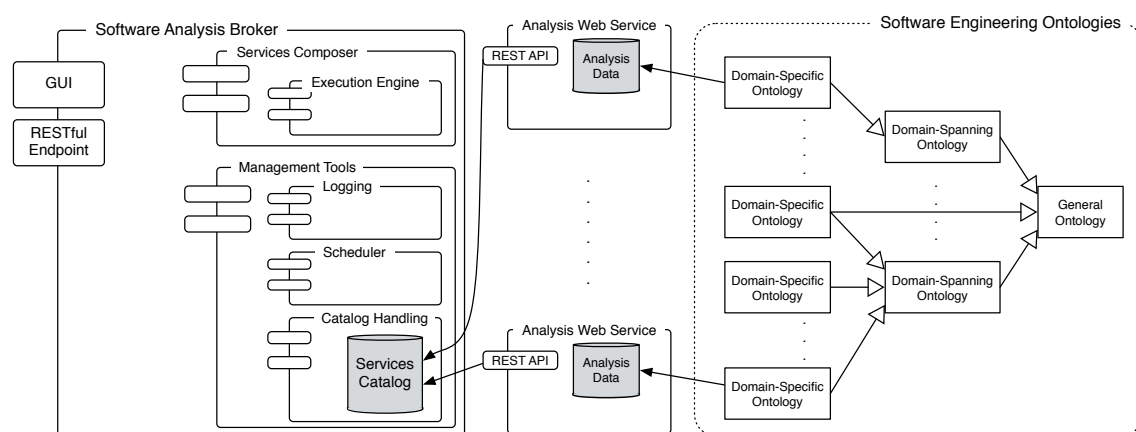 Software Analysis Broker
GUI
RESTful
Endpoint
Services Composer
Execution Engine
Management Tools
Logging
Scheduler
Catalog Handling
Services
Catalog
Analysis Web Service
REST API
Analysis
Data
Analysis Web Service
REST API
Analysis
Data
Software Engineering Ontologies
Domain-Specific
Ontology
Domain-Spanning
Ontology
Domain-Specific
Ontology
General
Ontology
Domain-Specific
Ontology
Domain-Spanning
Ontology
Domain-Specific
Ontology